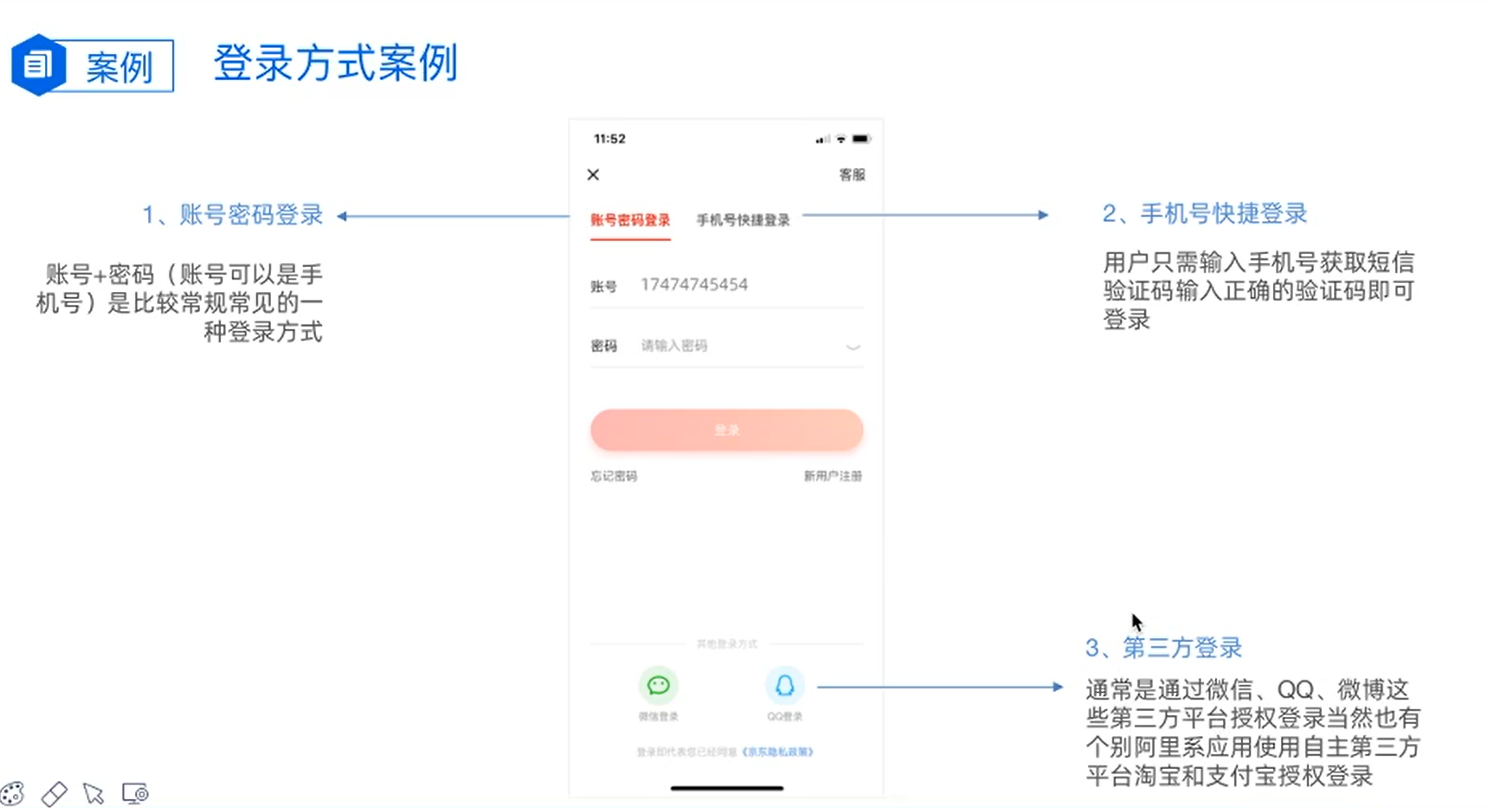 案例
登录方式案例
1、账号密码登录
账号+密码（账号可以是手
机号）是比较常规常见的一
种登录方式
11:52
客服
账号密码登录 手机号快捷登录
账号 17474745454
密码 请输入密码
登录
忘记密码 新用户注册
其他登录方式
微信登录 QQ登录
登录即代表您已经同意《京东隐私政策》
2、手机号快捷登录
用户只需输入手机号获取短信
验证码输入正确的验证码即可
登录
3、第三方登录
通常是通过微信、QQ、微博这
些第三方平台授权登录当然也有
个别阿里系应用使用自主第三方
平台淘宝和支付宝授权登录